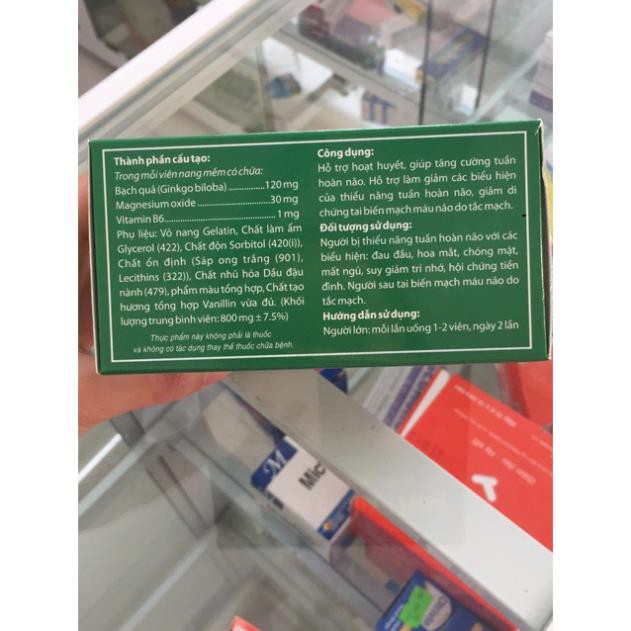 Thành phần cấu tạo:
Trong mỗi viên nang mềm có chứa:
Bạch quả (Ginkgo biloba)...............120 mg
Magnesium oxide..............................30 mg
Vitamin B6...........................................1 mg
Phụ liệu: Vỏ nang Gelatin, Chất làm ẩm
Glycerol (422), Chất độn Sorbitol (420(i)),
Chất ổn định (Sáp ong trắng (901),
Lecithins (322)), Chất nhũ hóa Dầu đậu
nành (479), phẩm màu tổng hợp, Chất tạo
hương tổng hợp Vanillin vừa đủ. (Khối
lượng trung bình viên: 800 mg ± 7.5%)
Thực phẩm này không phải là thuốc
và không có tác dụng thay thế thuốc chữa bệnh.
Công dụng:
Hỗ trợ hoạt huyết, giúp tăng cường tuần
hoàn não. Hỗ trợ làm giảm các biểu hiện
của thiểu năng tuần hoàn não, giảm di
chứng tai biến mạch máu não do tắc mạch.
Đối tượng sử dụng:
Người bị thiểu năng tuần hoàn não với các
biểu hiện: đau đầu, hoa mắt, chóng mặt,
mất ngủ, suy giảm trí nhớ, hội chứng tiền
đình. Người sau tai biến mạch máu não do
tắc mạch.
Hướng dẫn sử dụng:
Người lớn: mỗi lần uống 1-2 viên, ngày 2 lần
M
Mic
Giảm đau